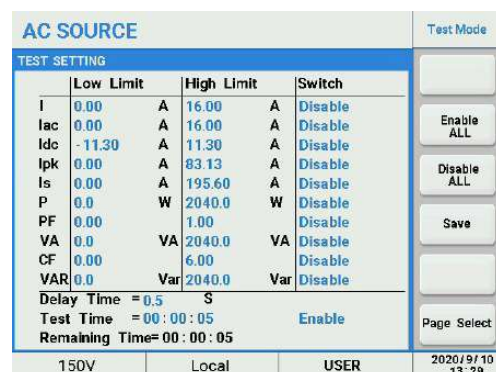 AC SOURCE
Test Mode
TEST SETTING
Low Limit High Limit Switch
I 0.00 A 16.00 A Disable
Iac 0.00 A 16.00 A Disable
Idc -11.30 A 11.30 A Disable
Ipk 0.00 A 83.13 A Disable
Is 0.00 A 195.60 A Disable
P 0.0 W 2040.0 W Disable
PF 0.00 1.00 Disable
VA 0.0 VA 2040.0 VA Disable
CF 0.00 6.00 Disable
VAR 0.0 Var 2040.0 Var Disable
Delay Time =0.5 S
Test Time =00:00:05 Enable
Remaining Time=00:00:05
Enable
ALL
Disable
ALL
Save
Page Select
150V Local USER
2020/9/10
13:29